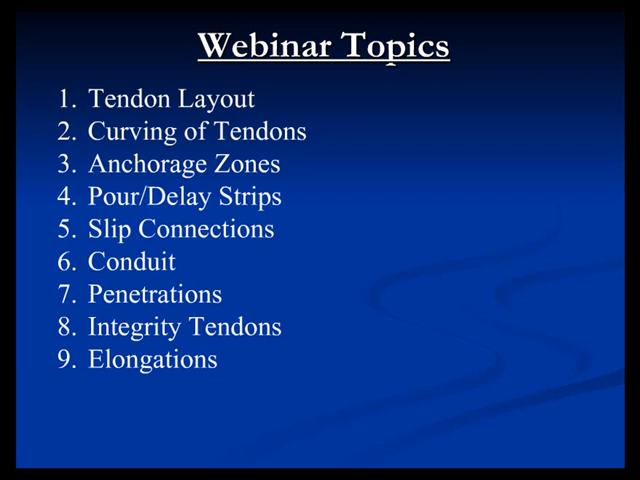 Webinar Topics
1. Tendon Layout
2. Curving of Tendons
3. Anchorage Zones
4. Pour/Delay Strips
5. Slip Connections
6. Conduit
7. Penetrations
8. Integrity Tendons
9. Elongations